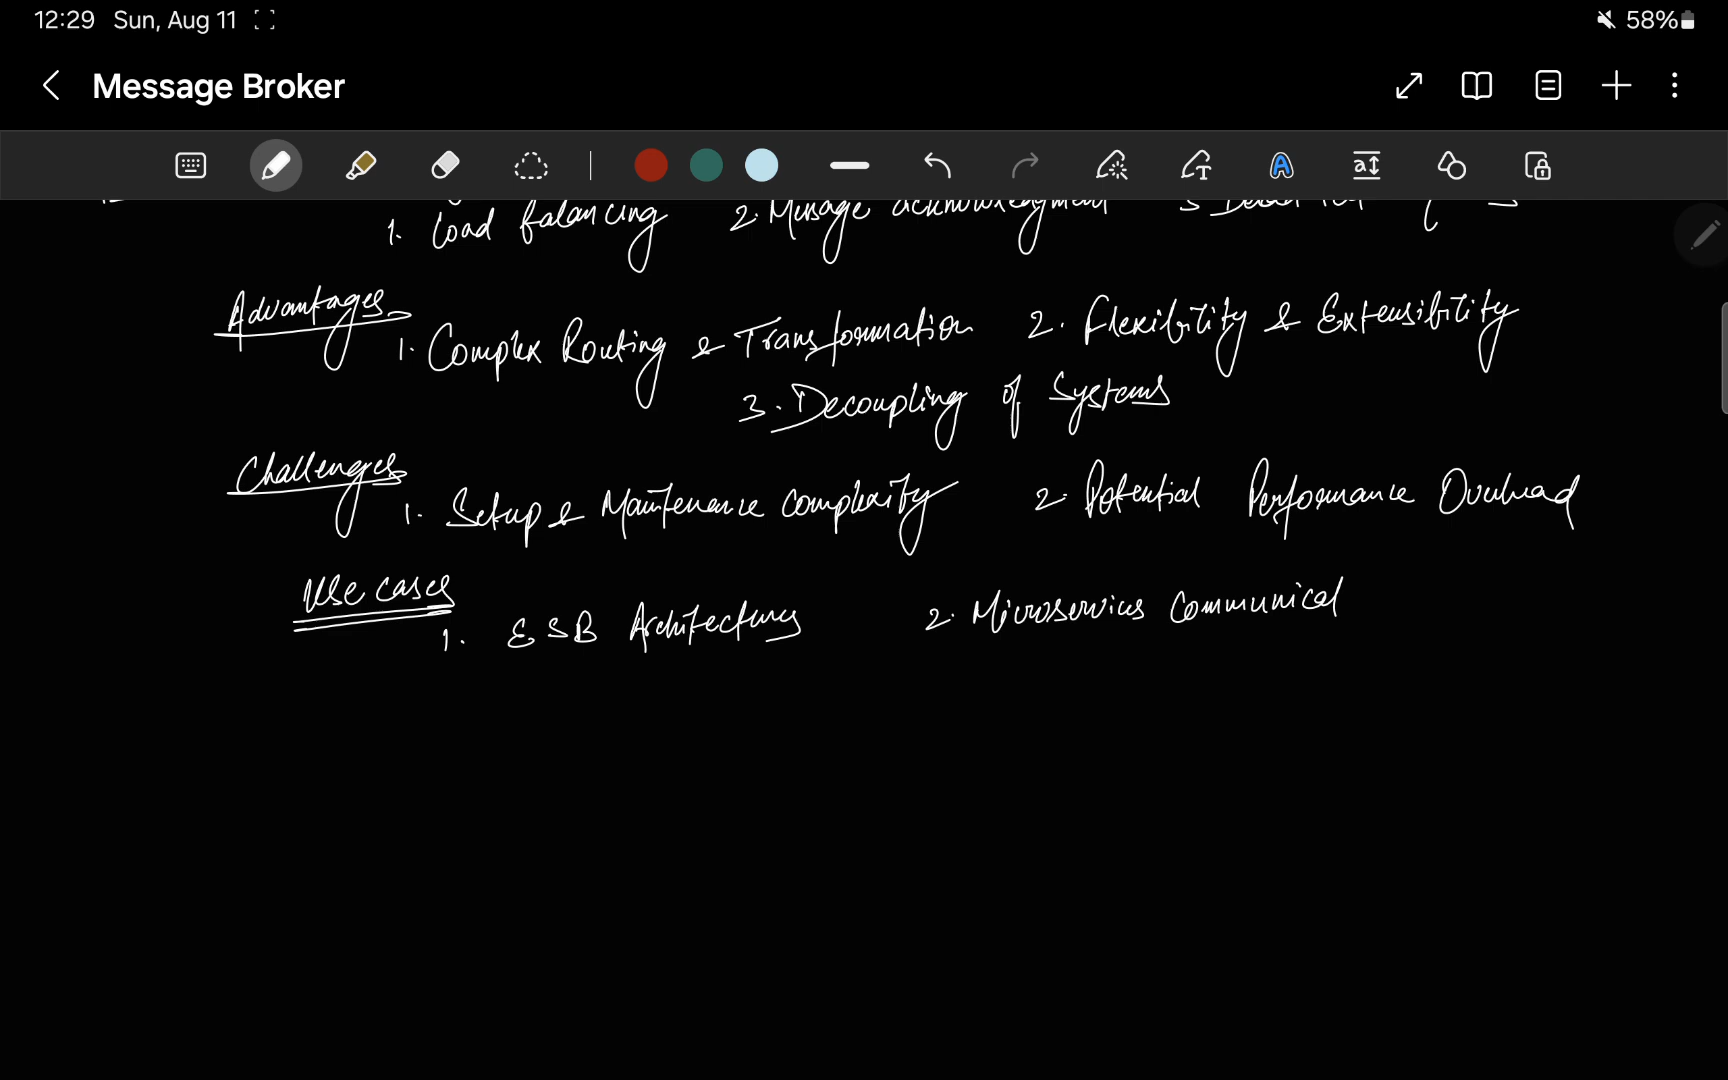 12:29 Sun, Aug 11 58%
Message Broker
1. Load balancing 2. Message acknowledgment 3
Advantages
1. Complex Routing & Transformation 2. Flexibility & Extensibility
3. Decoupling of Systems
Challenges
1. Setup & Maintenance Complexity 2. Potential Performance Overhead
Use cases
1. ESB Architectures 2. Microservices Communicat